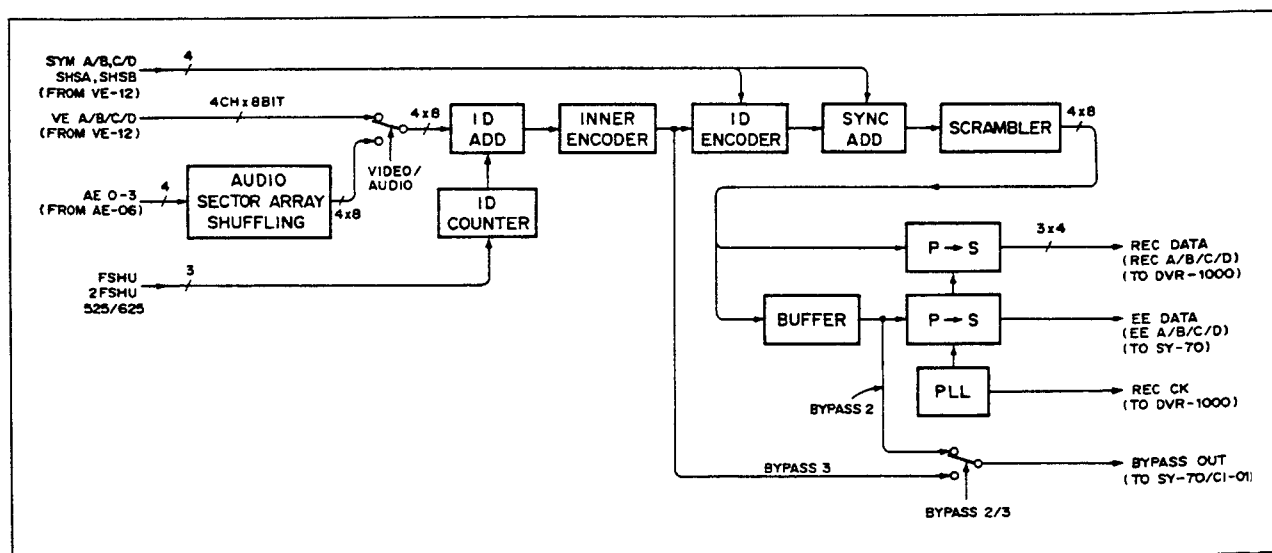 SYM A/B,C/D
SHSA, SHSB
(FROM VE-12)
4
VE A/B/C/D
(FROM VE-12)
4CH x 8BIT
4x8
ID
ADD
INNER
ENCODER
ID
ENCODER
SYNC
ADD
SCRAMBLER
4x8
VIDEO/
AUDIO
AE 0-3
(FROM AE-06)
4
AUDIO
SECTOR ARRAY
SHUFFLING
4x8
ID
COUNTER
FSHU
2FSHU
525/625
3
P→S
3x4
REC DATA
(REC A/B/C/D)
(TO DVR-1000)
BUFFER
P→S
EE DATA
(EE A/B/C/D)
(TO SY-70)
BYPASS 2
PLL
REC CK
(TO DVR-1000)
BYPASS 3
BYPASS OUT
(TO SY-70/CI-01)
BYPASS 2/3